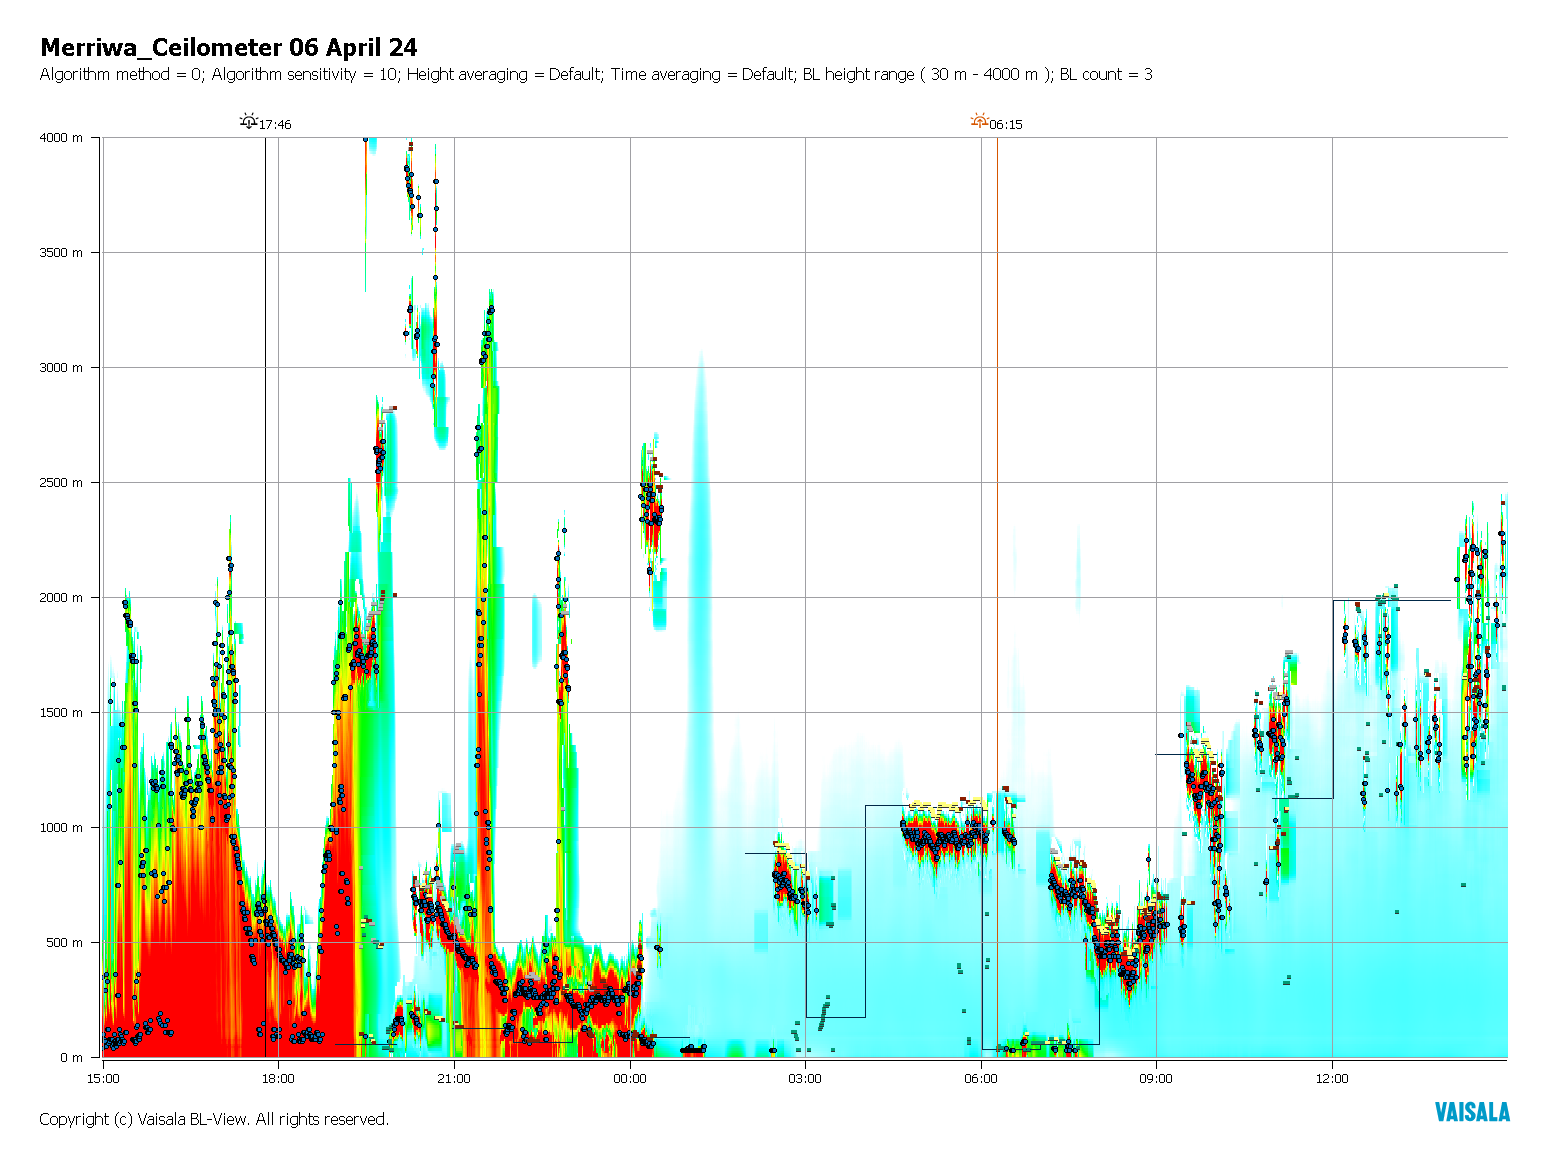 Merriwa_Ceilometer 06 April 24
Algorithm method = 0; Algorithm sensitivity = 10; Height averaging = Default; Time averaging = Default; BL height range ( 30 m - 4000 m ); BL count = 3
17:46 06:15
4000 m
3500 m
3000 m
2500 m
2000 m
1500 m
1000 m
500 m
0 m
15:00 18:00 21:00 00:00 03:00 06:00 09:00 12:00
Copyright (c) Vaisala BL-View. All rights reserved.
VAISALA